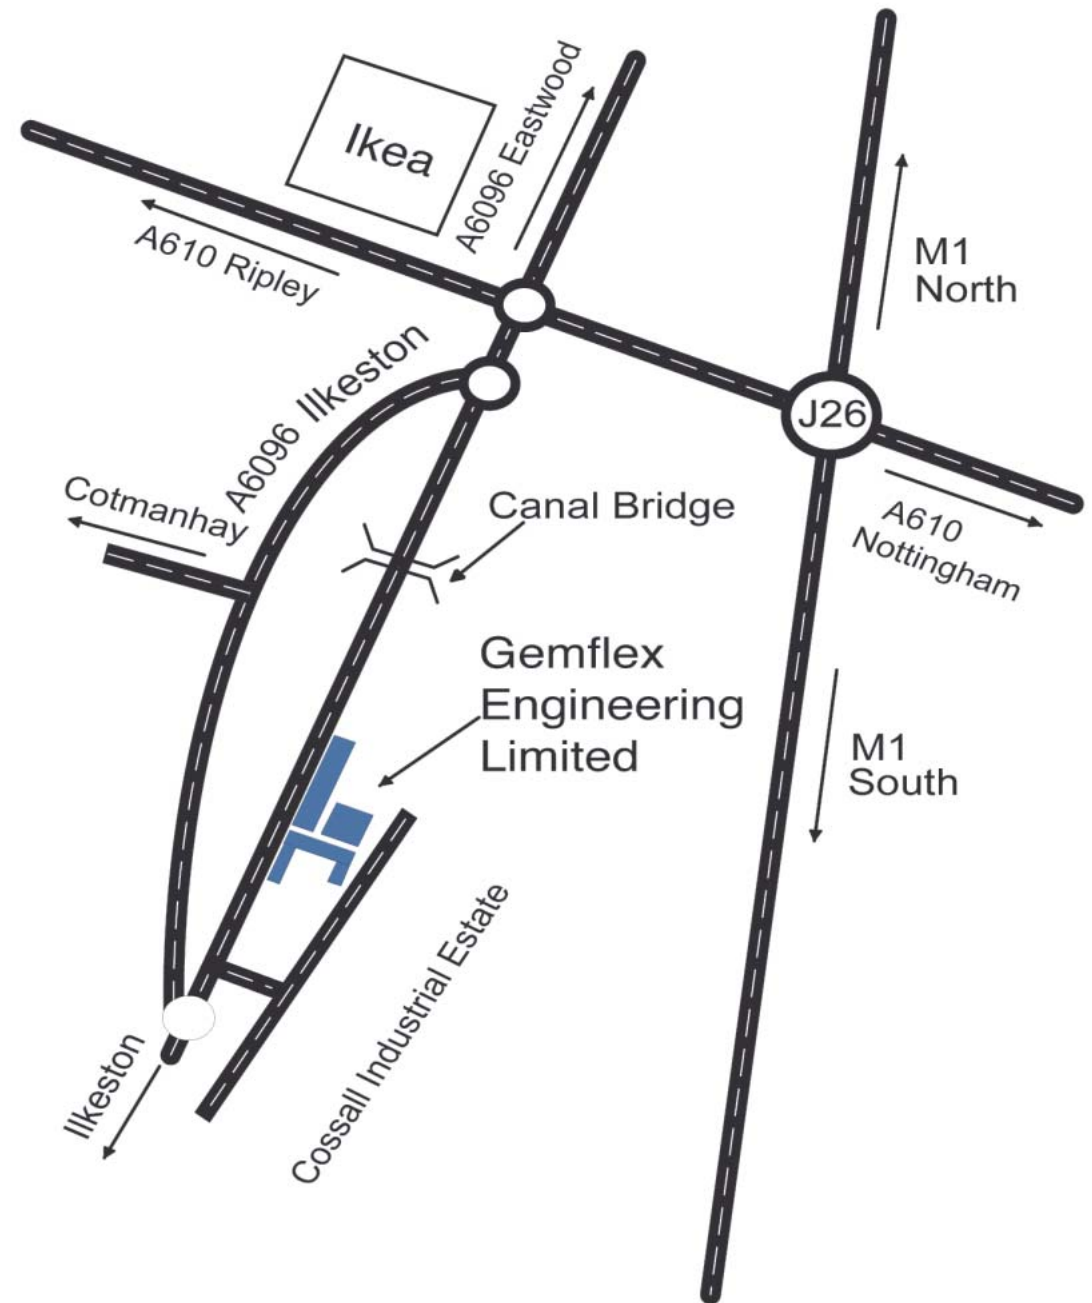 Ikea
A6096 Eastwood
A610 Ripley
M1
North
J26
A6096 Ilkeston
Cotmanhay
Canal Bridge
A610
Nottingham
Gemflex
Engineering
Limited
M1
South
Cossall Industrial Estate
Ilkeston